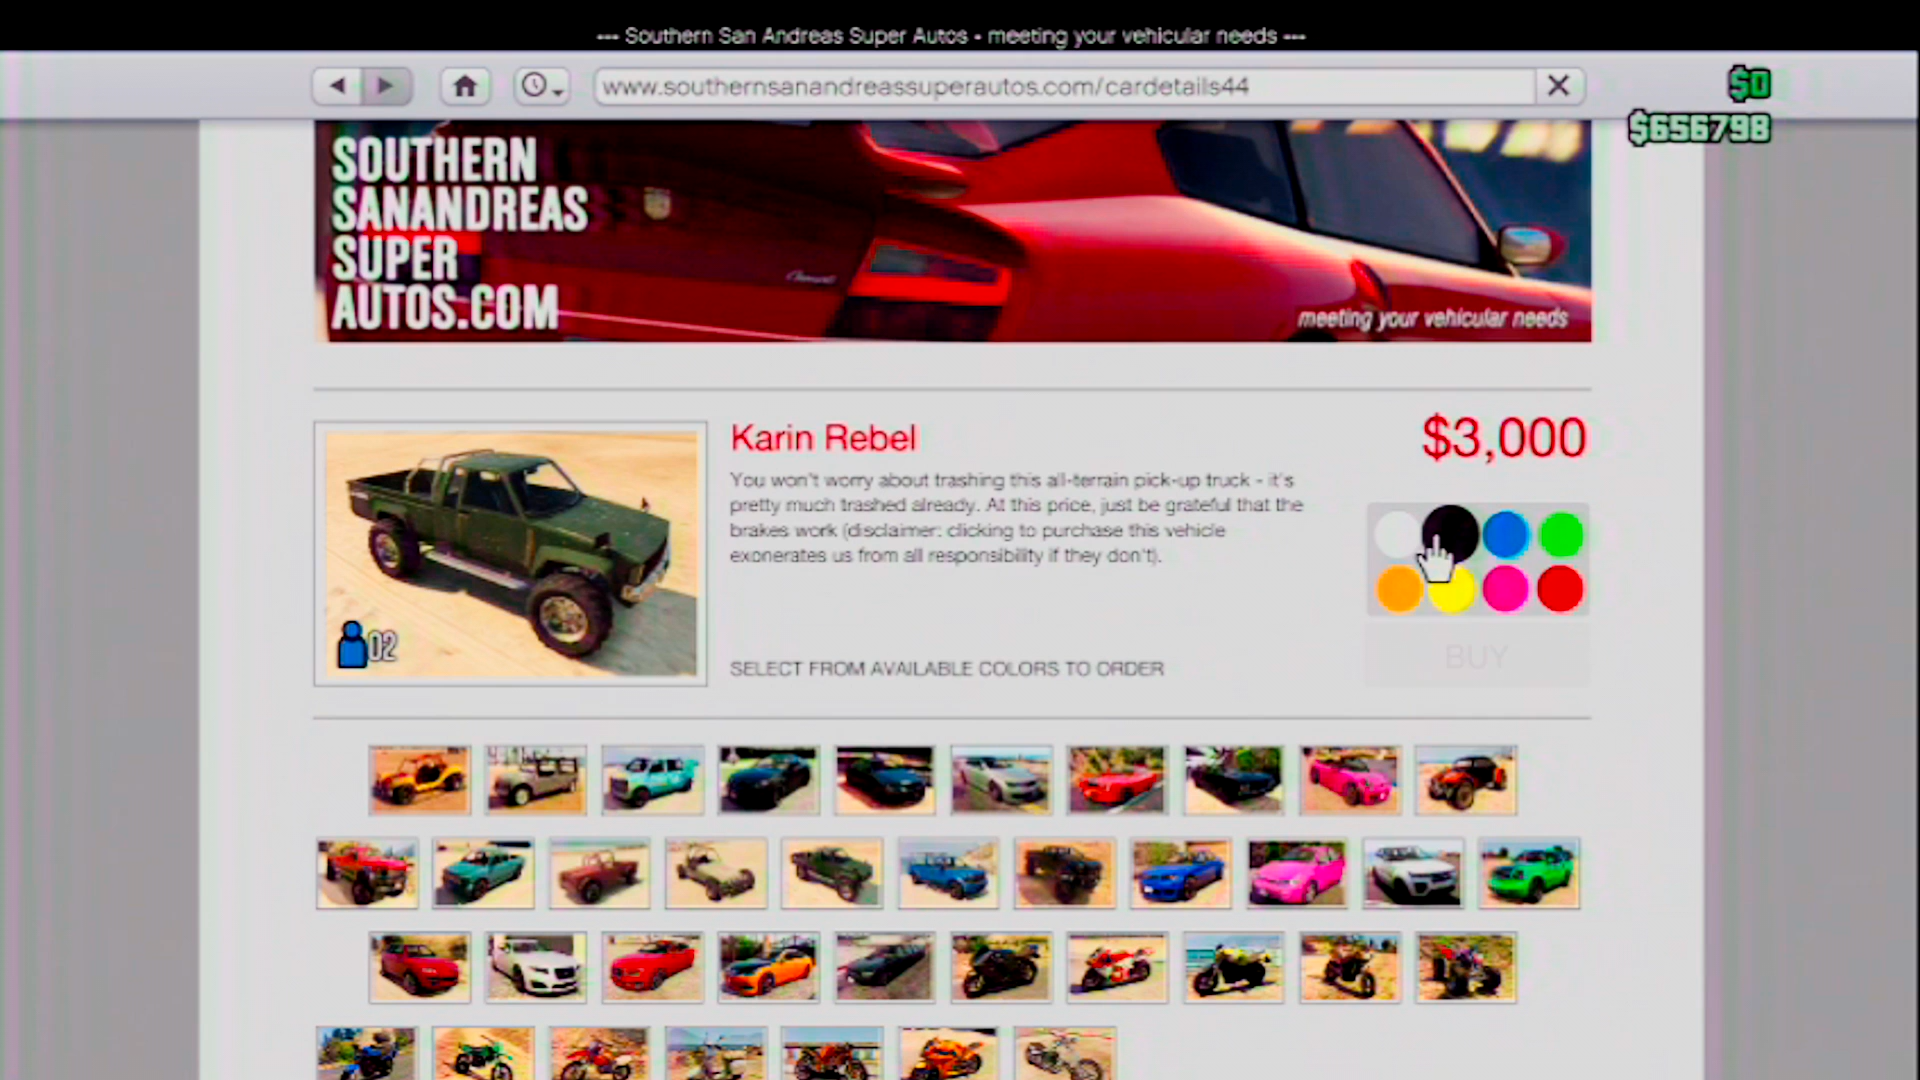 --- Southern San Andreas Super Autos - meeting your vehicular needs ---
www.southernsanandreassuperautos.com/cardetails44
$0
$656798
SOUTHERN
SANANDREAS
SUPER
AUTOS.COM
meeting your vehicular needs
Karin Rebel
$3,000
You won't worry about trashing this all-terrain pick-up truck - it's
pretty much trashed already. At this price, just be grateful that the
brakes work (disclaimer: clicking to purchase this vehicle
exonerates us from all responsibility if they don't).
02
SELECT FROM AVAILABLE COLORS TO ORDER
BUY